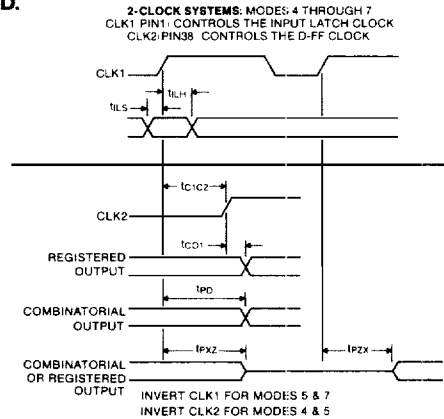 D.
2-CLOCK SYSTEMS: MODES 4 THROUGH 7
CLK1 PIN1: CONTROLS THE INPUT LATCH CLOCK
CLK2: PIN38 CONTROLS THE D-FF CLOCK
CLK1
tILH
tILS
tC1C2
CLK2
tCO1
REGISTERED
OUTPUT
tPD
COMBINATORIAL
OUTPUT
tPXZ
tPZX
COMBINATORIAL
OR REGISTERED
OUTPUT
INVERT CLK1 FOR MODES 5 & 7
INVERT CLK2 FOR MODES 4 & 5